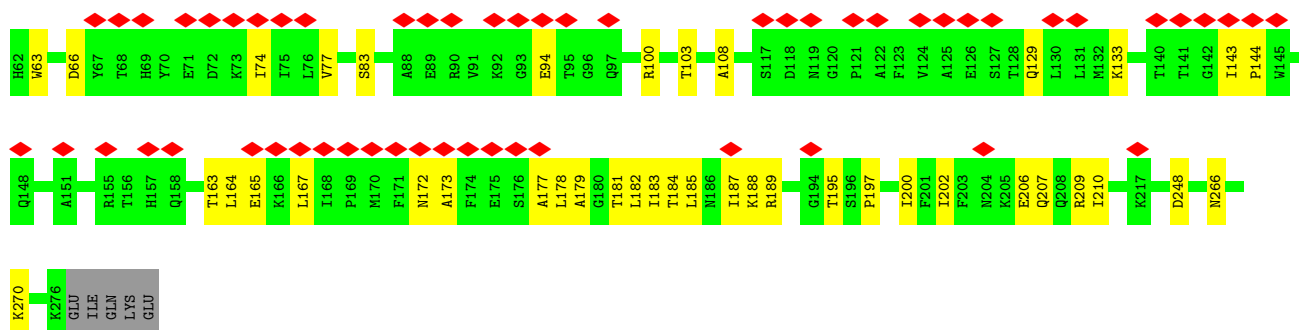 H62 W63 D66 Y67 T68 H69 Y70 E71 D72 K73 I74 I75 L76 V77 S83 A88 E89 R90 V91 K92 G93 E94 T95 G96 Q97 R100 T103 A108 S117 D118 N119 G120 P121 A122 F123 V124 A125 E126 S127 T128 Q129 L130 L131 M132 K133 T140 T141 G142 I143 P144 W145
Q148 A151 R155 T156 H157 Q158 T163 L164 E165 K166 L167 I168 P169 M170 F171 N172 A173 F174 E175 S176 A177 L178 A179 G180 T181 L182 I183 T184 L185 N186 I187 K188 R189 G194 T195 S196 P197 I200 F201 I202 F203 N204 K205 E206 Q207 Q208 R209 I210 K217 D248 N266
K270 K276 GLU ILE GLN LYS GLU